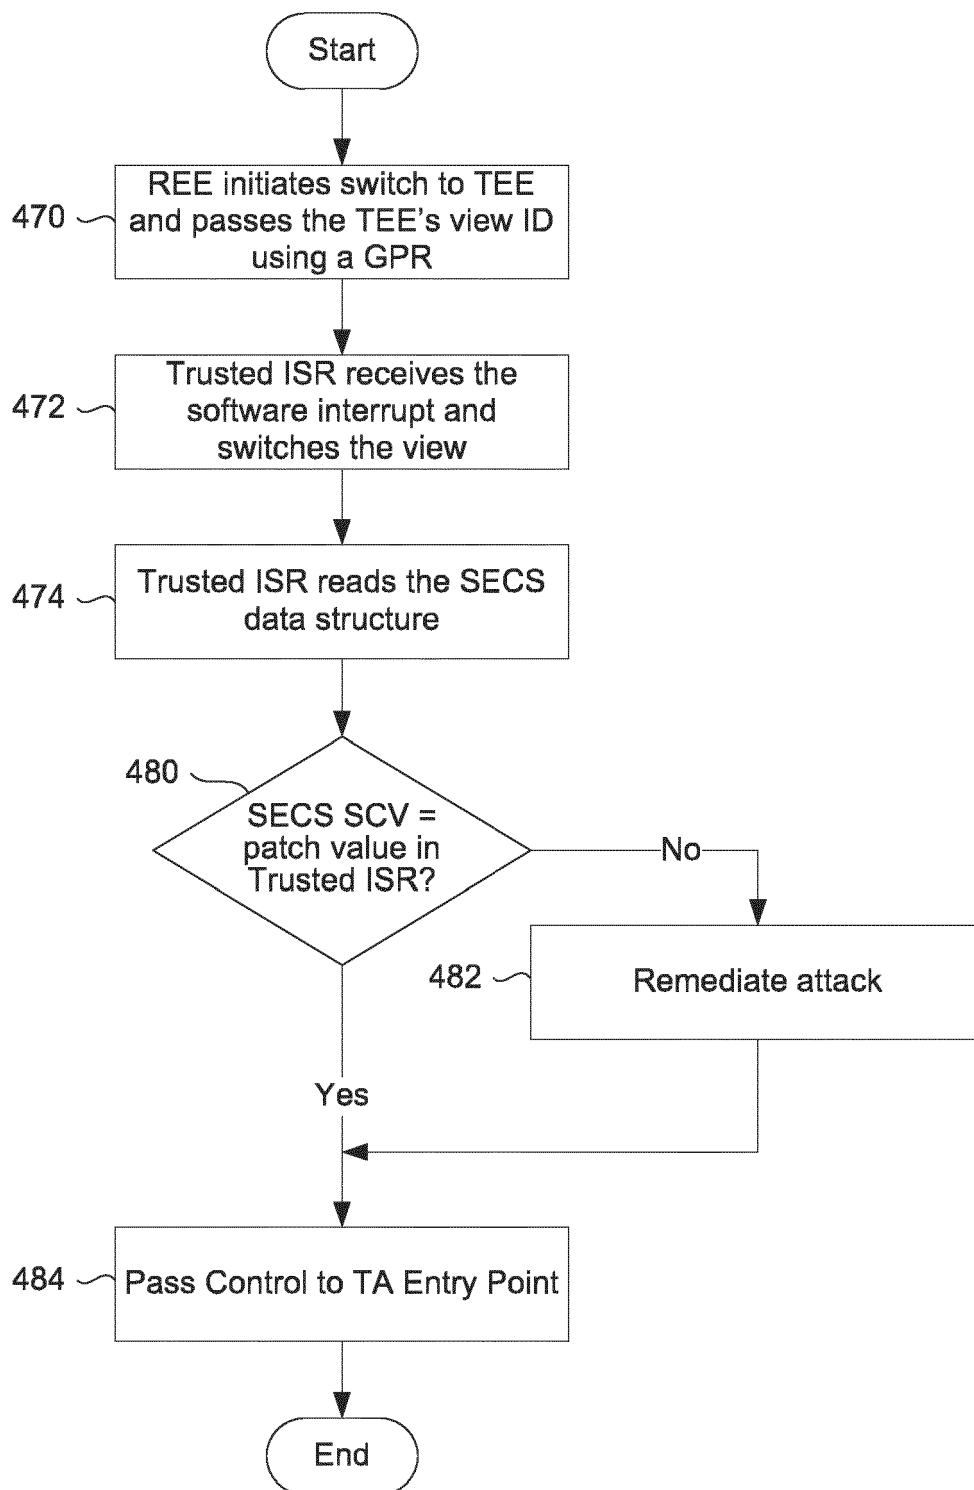 Start
REE initiates switch to TEE
and passes the TEE's view ID
using a GPR
470
Trusted ISR receives the
software interrupt and
switches the view
472
Trusted ISR reads the SECS
data structure
474
480
SECS SCV =
patch value in
Trusted ISR?
No
482
Remediate attack
Yes
484
Pass Control to TA Entry Point
End